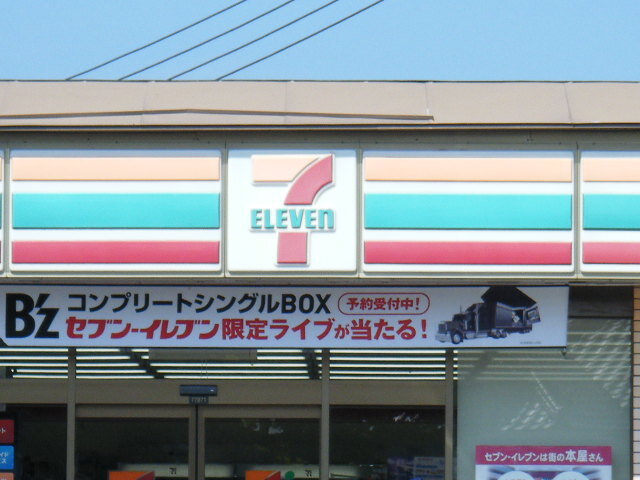 7
ELEVEn
B'z
コンプリートシングルBOX 予約受付中!
セブン-イレブン限定ライブが当たる!
セブン-イレブンは街の本屋さん